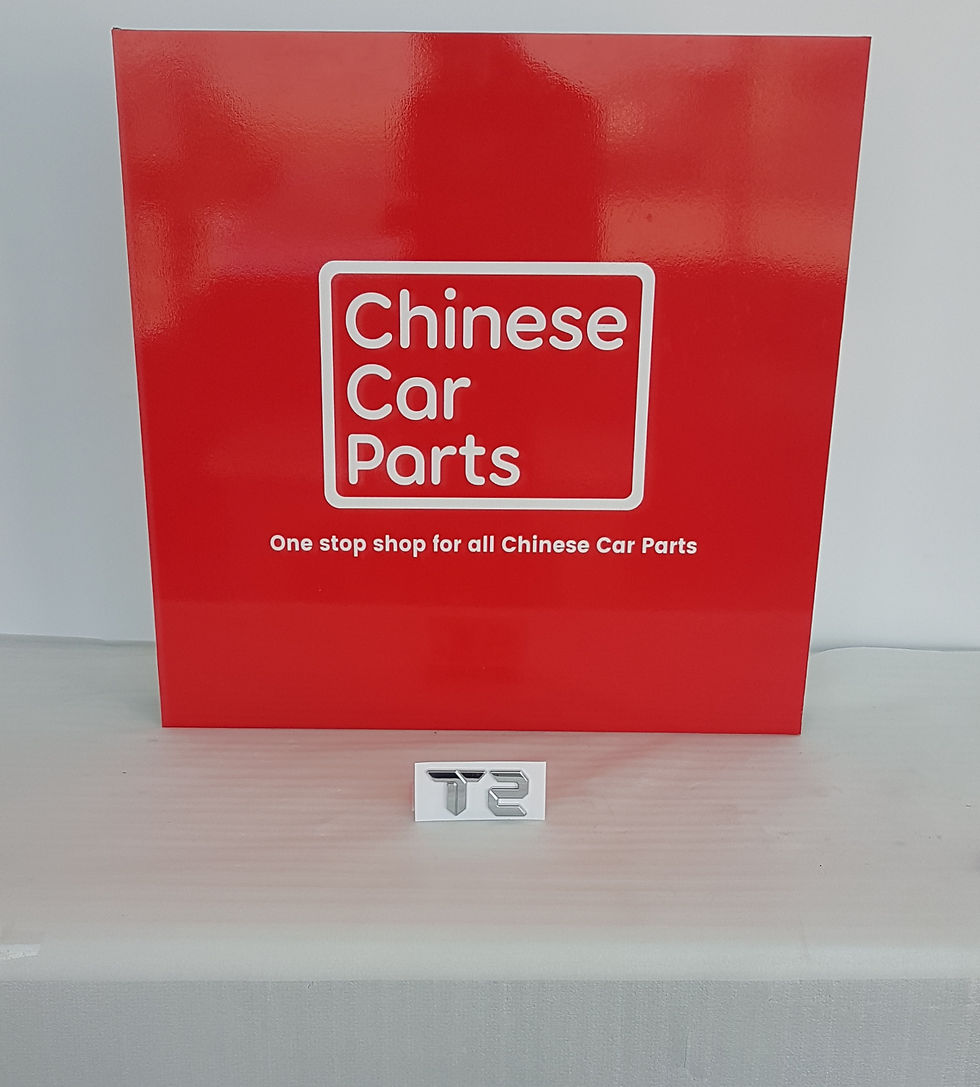 Chinese
Car
Parts
One stop shop for all Chinese Car Parts
T2